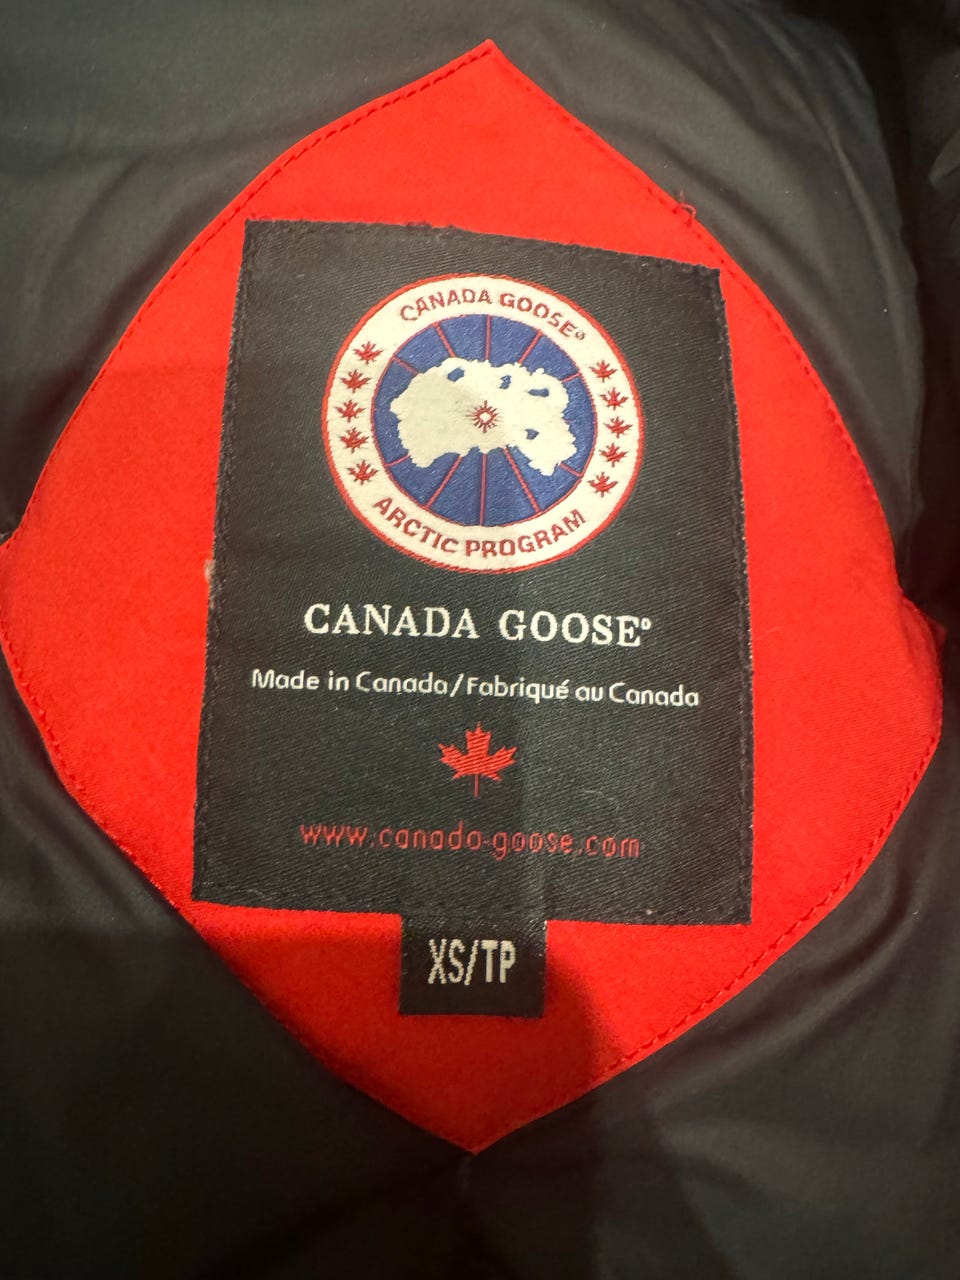 CANADA GOOSE®
ARCTIC PROGRAM
CANADA GOOSE®
Made in Canada/Fabriqué au Canada
www.canada-goose.com
XS/TP